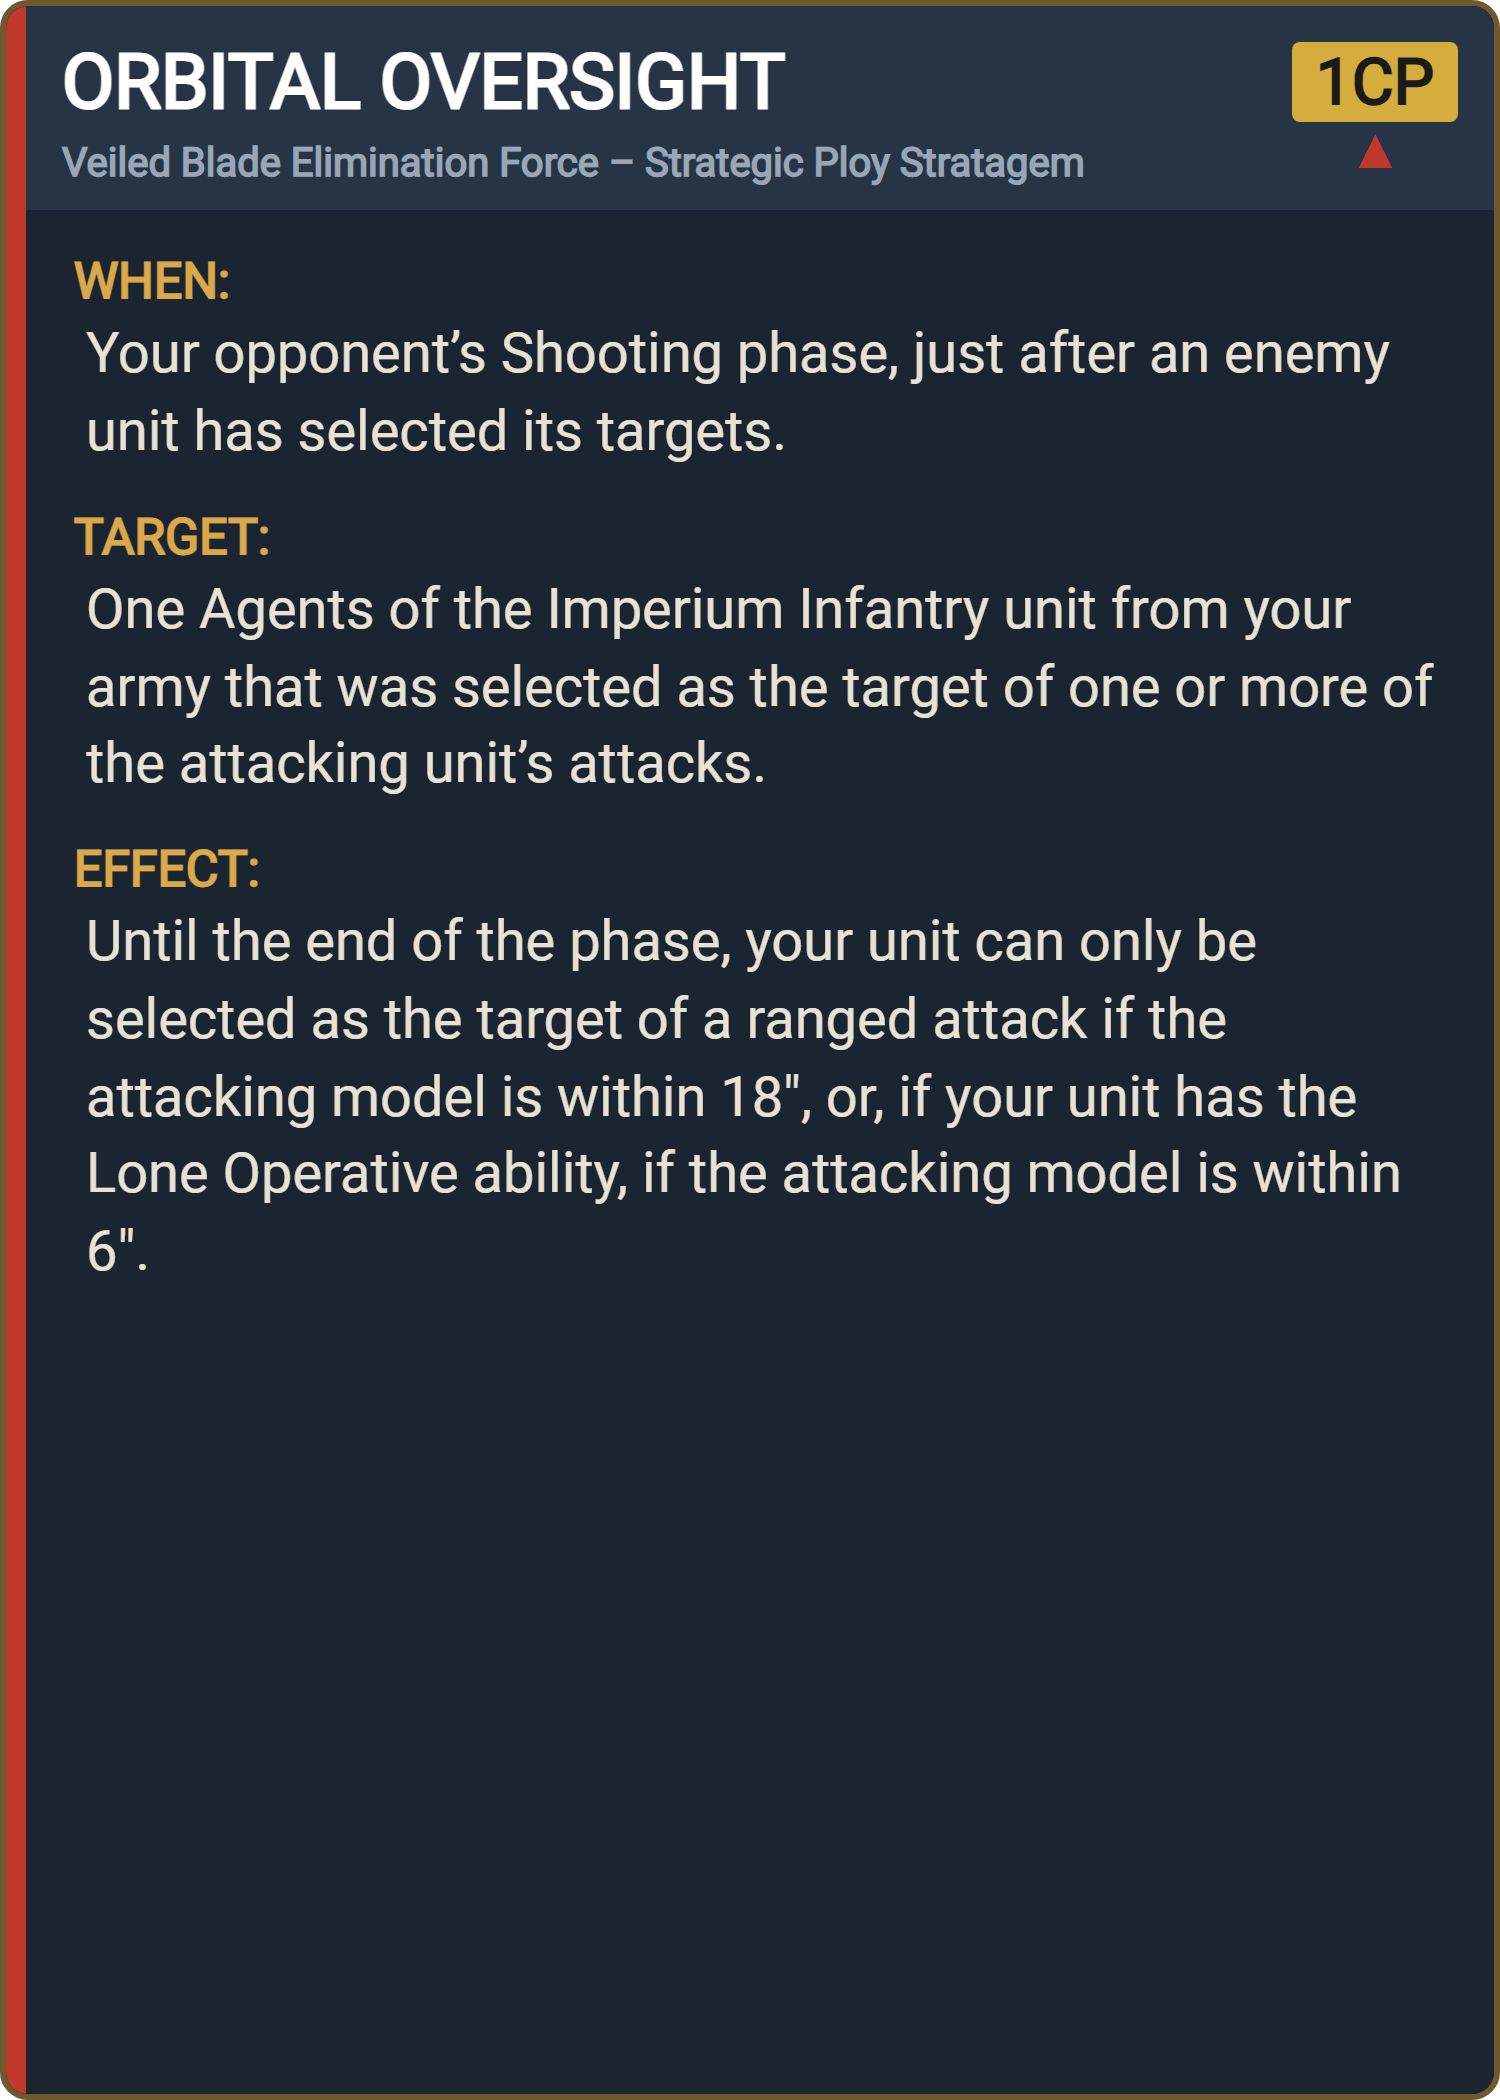 ORBITAL OVERSIGHT
1CP
Veiled Blade Elimination Force – Strategic Ploy Stratagem
WHEN:
Your opponent’s Shooting phase, just after an enemy
unit has selected its targets.
TARGET:
One Agents of the Imperium Infantry unit from your
army that was selected as the target of one or more of
the attacking unit’s attacks.
EFFECT:
Until the end of the phase, your unit can only be
selected as the target of a ranged attack if the
attacking model is within 18", or, if your unit has the
Lone Operative ability, if the attacking model is within
6".